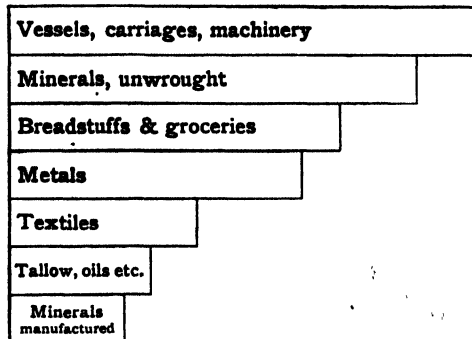 Vessels, carriages, machinery
Minerals, unwrought
Breadstuffs & groceries
Metals
Textiles
Tallow, oils etc.
Minerals
manufactured